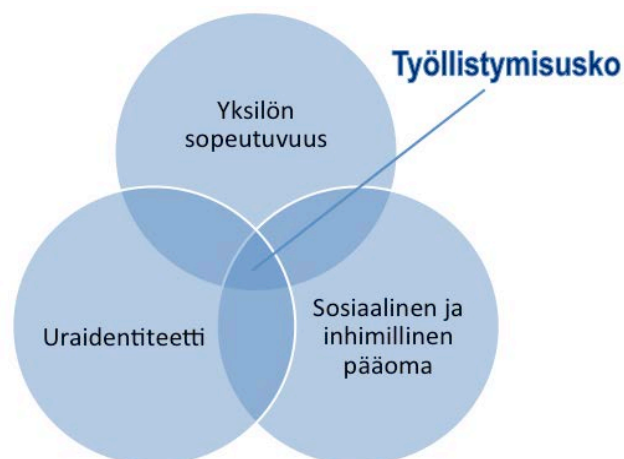 Työllistymisusko
Yksilön
sopeutuvuus
Uraidentiteetti
Sosiaalinen ja
inhimillinen
pääoma